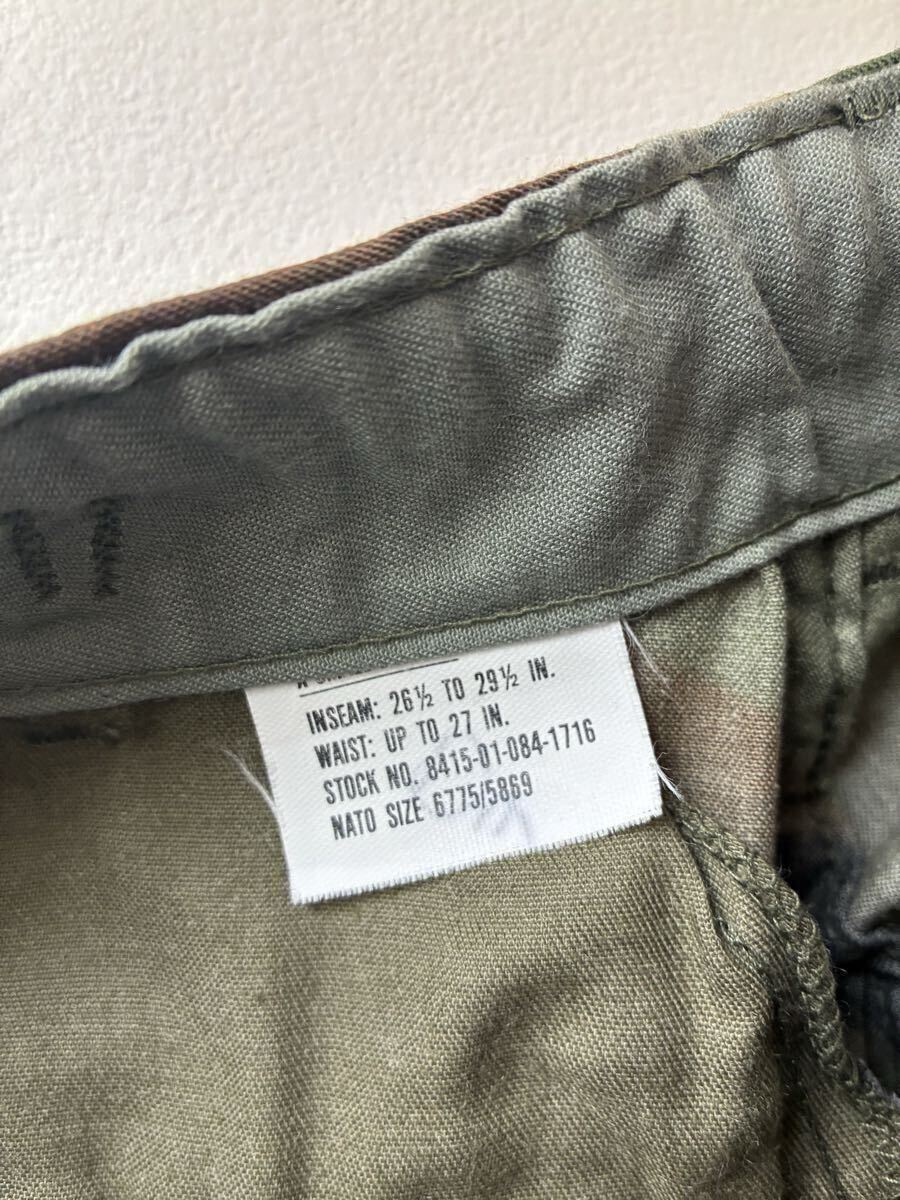 INSEAM: 26½ TO 29½ IN.
WAIST: UP TO 27 IN.
STOCK NO. 8415-01-084-1716
NATO SIZE 6775/5869